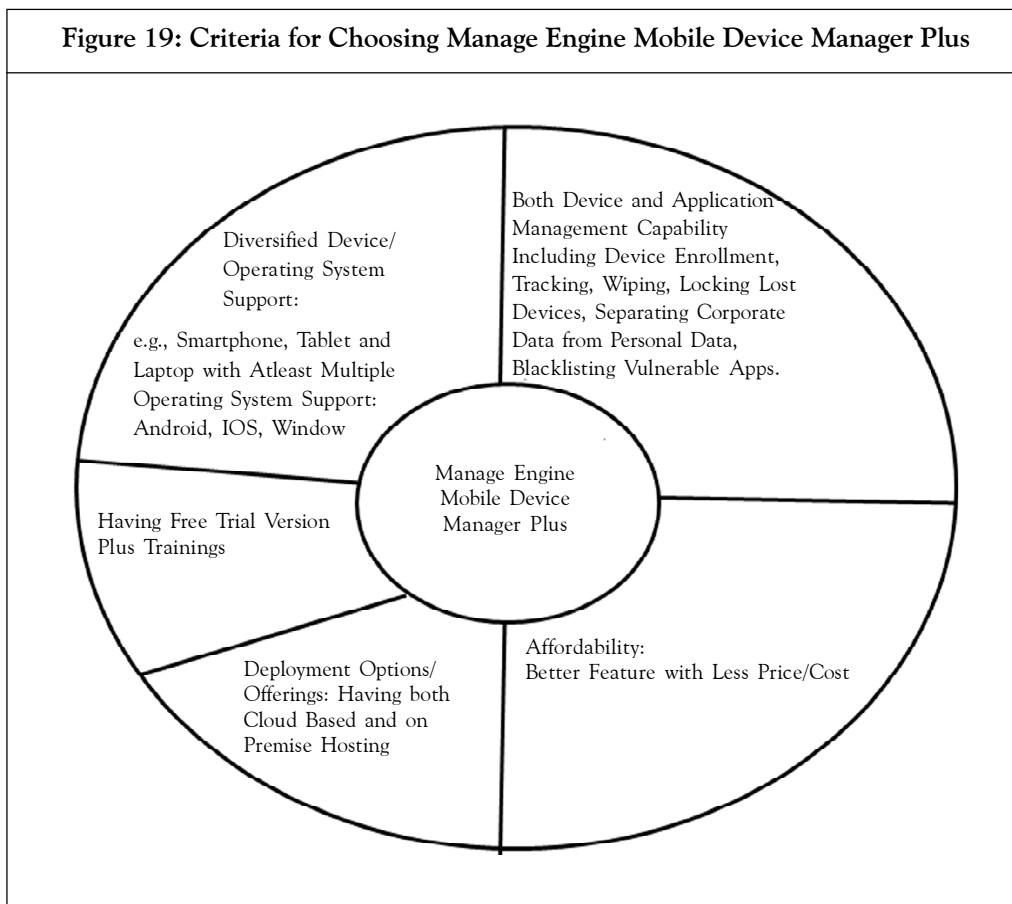 Figure 19: Criteria for Choosing Manage Engine Mobile Device Manager Plus
Diversified Device/
Operating System
Support:
e.g., Smartphone, Tablet and
Laptop with Atleast Multiple
Operating System Support:
Android, IOS, Window
Both Device and Application
Management Capability
Including Device Enrollment,
Tracking, Wiping, Locking Lost
Devices, Separating Corporate
Data from Personal Data,
Blacklisting Vulnerable Apps.
Manage Engine
Mobile Device
Manager Plus
Having Free Trial Version
Plus Trainings
Deployment Options/
Offerings: Having both
Cloud Based and on
Premise Hosting
Affordability:
Better Feature with Less Price/Cost